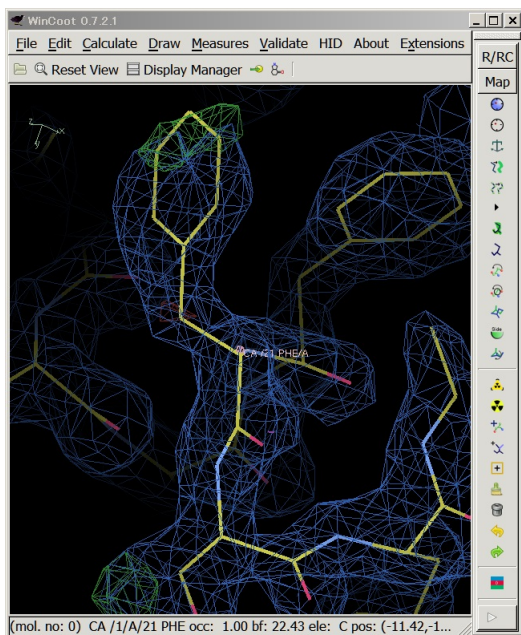 WinCoot 0.7.2.1
File Edit Calculate Draw Measures Validate HID About Extensions
Reset View Display Manager
R/RC
Map
Z
X
y
Side
CA /21 PHE/A
(mol. no: 0) CA /1/A/21 PHE occ: 1.00 bf: 22.43 ele: C pos: (-11.42,-1...